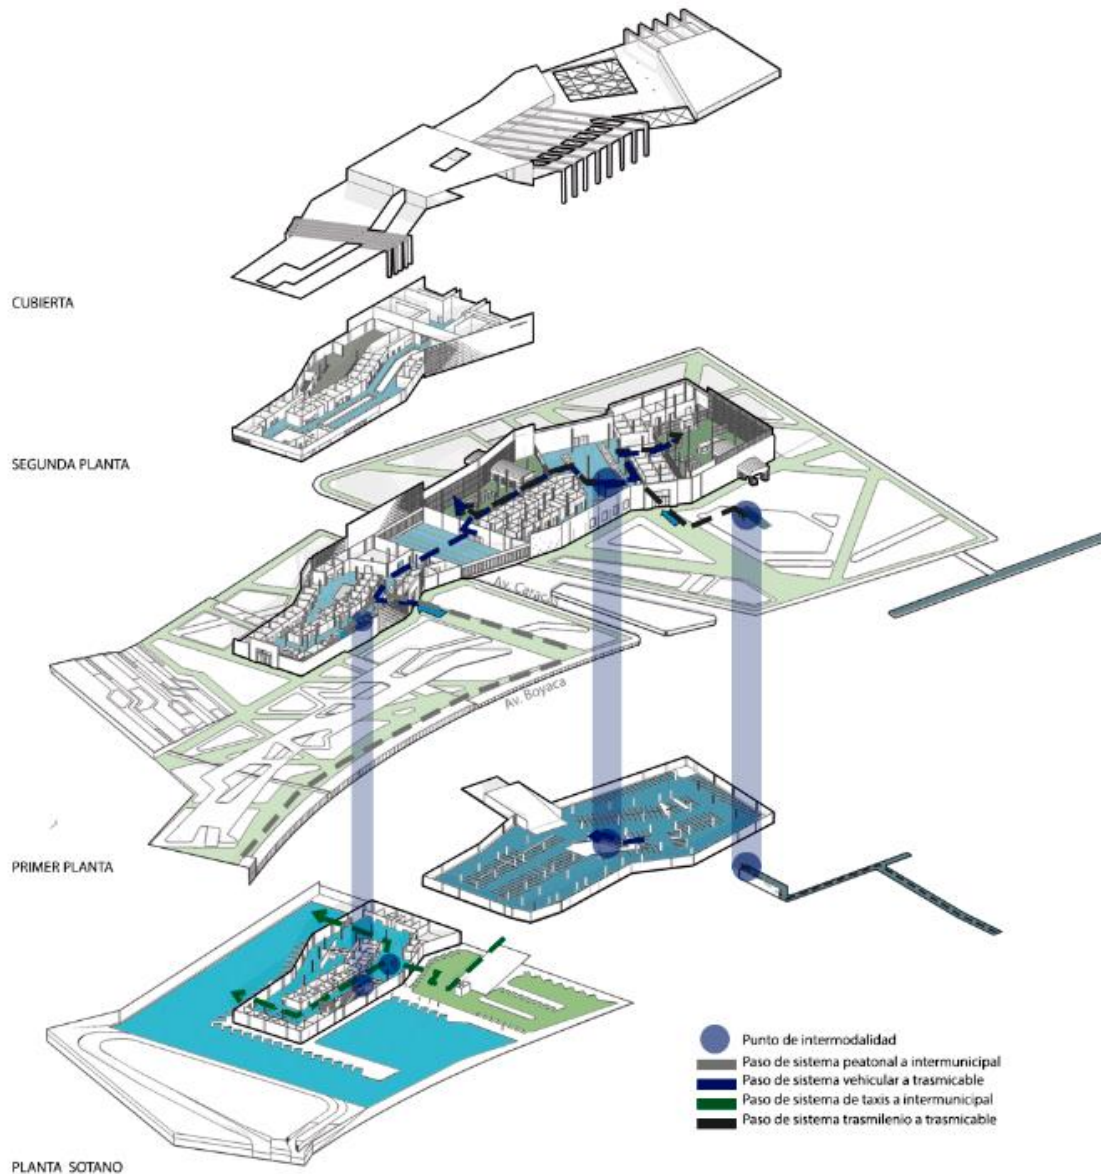 CUBIERTA
SEGUNDA PLANTA
Av. Caracas
Av. Boyaca
PRIMER PLANTA
Punto de intermodalidad
Paso de sistema peatonal a intermunicipal
Paso de sistema vehicular a trasmicable
Paso de sistema de taxis a intermunicipal
Paso de sistema trasmilenio a trasmicable
PLANTA SOTANO